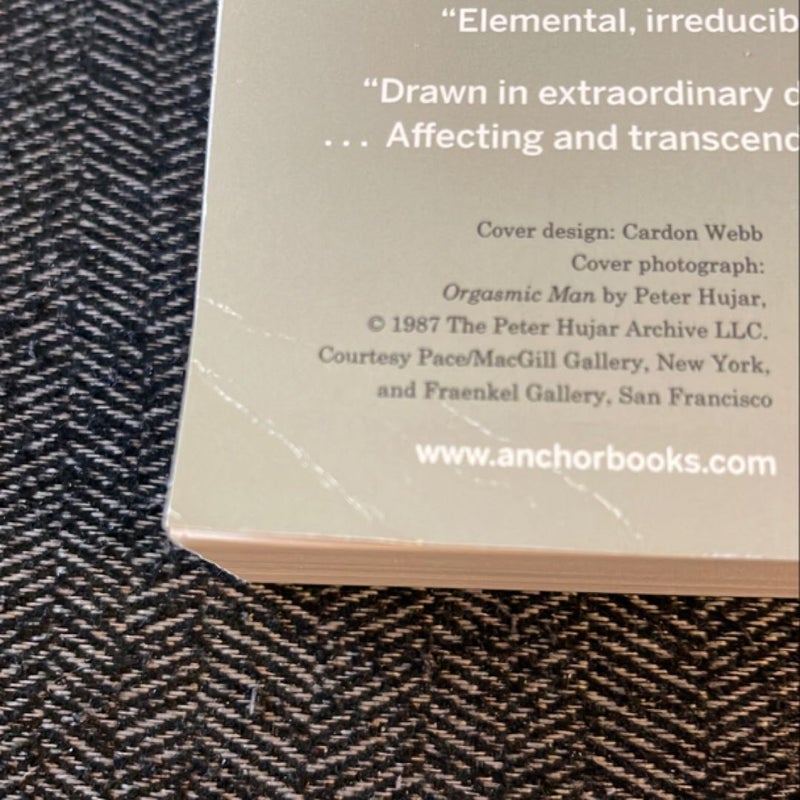 “Elemental, irreducib
“Drawn in extraordinary d
. . . Affecting and transcend
Cover design: Cardon Webb
Cover photograph:
Orgasmic Man by Peter Hujar,
© 1987 The Peter Hujar Archive LLC.
Courtesy Pace/MacGill Gallery, New York,
and Fraenkel Gallery, San Francisco
www.anchorbooks.com